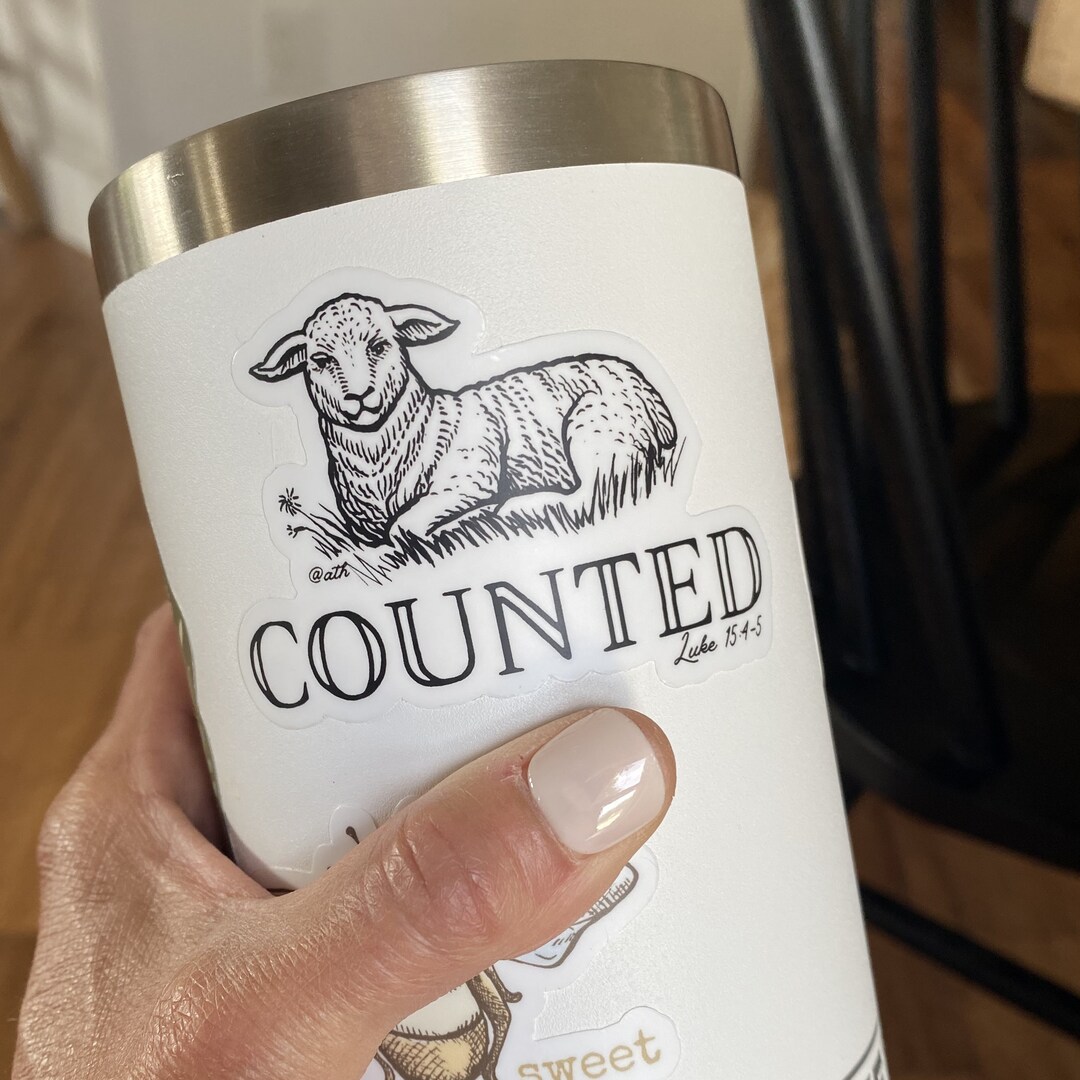 @ath
COUNTED
Luke 15:4-5
sweet